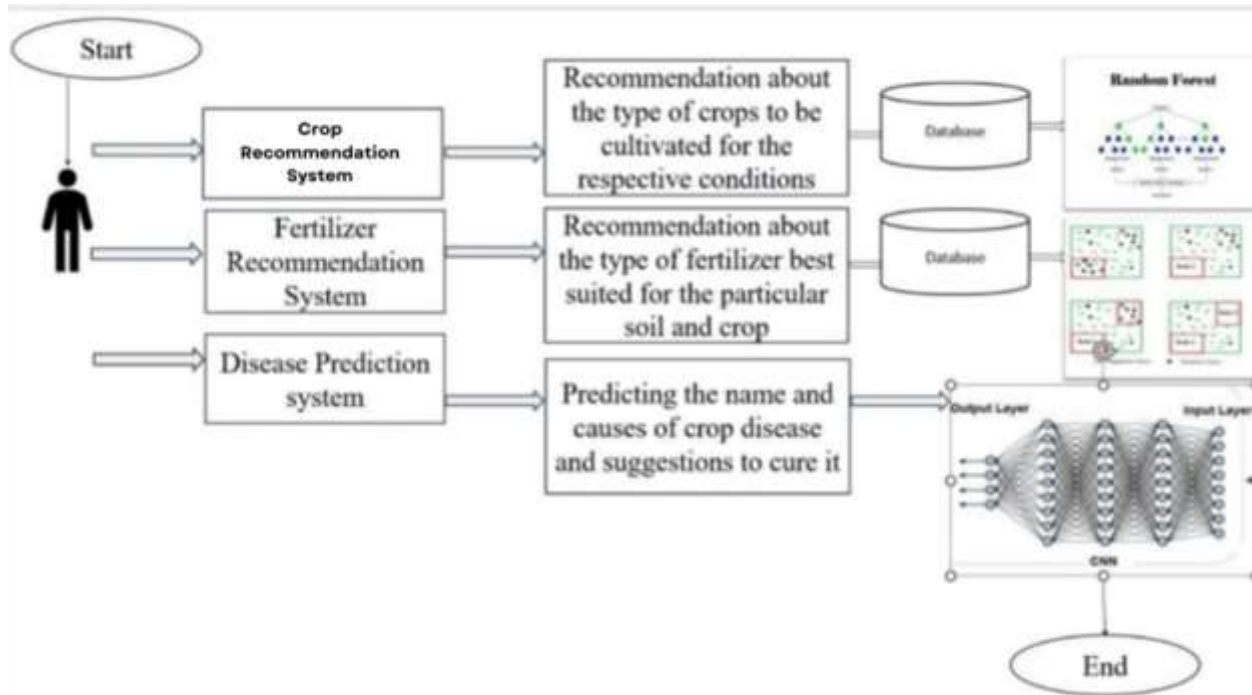 Start
Crop
Recommendation
System
Recommendation about
the type of crops to be
cultivated for the
respective conditions
Database
Random Forest
Fertilizer
Recommendation
System
Recommendation about
the type of fertilizer best
suited for the particular
soil and crop
Database
Disease Prediction
system
Predicting the name and
causes of crop disease
and suggestions to cure it
Output Layer
Input Layer
CNN
End